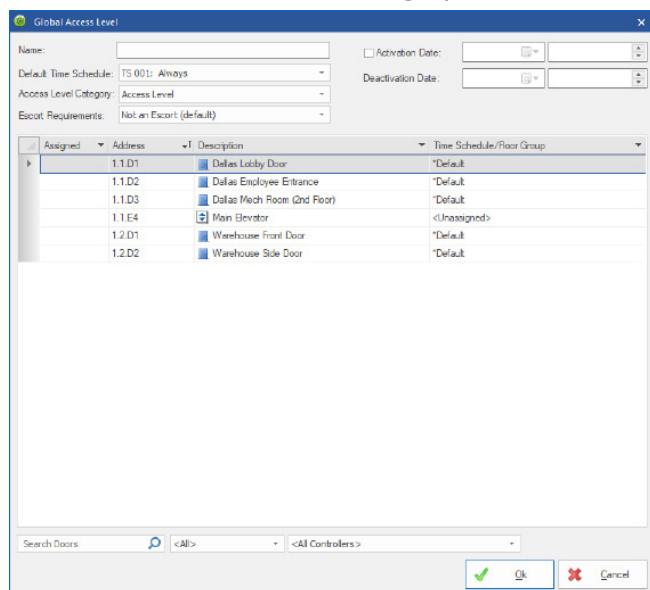 Global Access Level
Name:
Activation Date:
Default Time Schedule: TS 001: Always
Deactivation Date:
Access Level Category: Access Level
Escort Requirements: Not an Escort (default)
Assigned Address Description Time Schedule/Floor Group
1.1.D1 Dallas Lobby Door *Default
1.1.D2 Dallas Employee Entrance *Default
1.1.D3 Dallas Mech Room (2nd Floor) *Default
1.1.E4 Main Elevator <Unassigned>
1.2.D1 Warehouse Front Door *Default
1.2.D2 Warehouse Side Door *Default
Search Doors <All> <All Controllers>
Ok Cancel